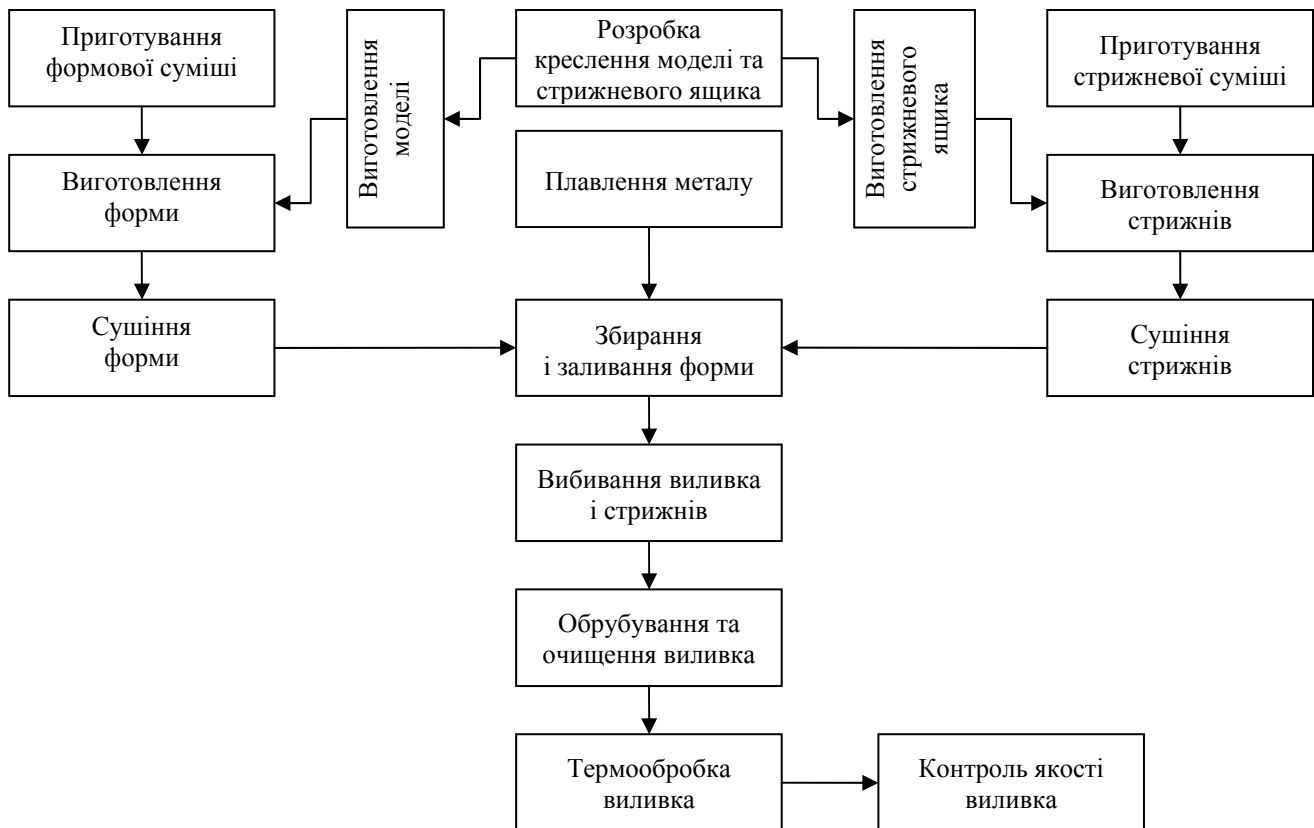 Приготування
формової суміші
Виготовлення
моделі
Розробка
креслення моделі та
стрижневого ящика
Виготовлення
стрижневого
ящика
Приготування
стрижневої суміші
Виготовлення
форми
Плавлення металу
Виготовлення
стрижнів
Сушіння
форми
Збирання
і заливання форми
Сушіння
стрижнів
Вибивання виливка
і стрижнів
Обрубування та
очищення виливка
Термообробка
виливка
Контроль якості
виливка